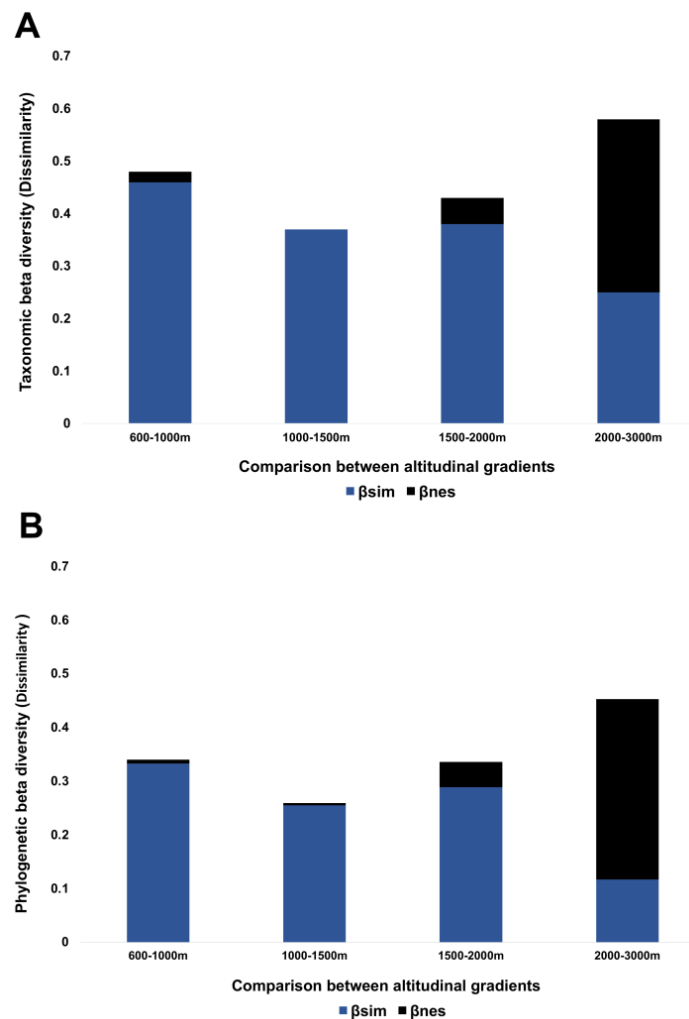 A
Taxonomic beta diversity (Dissimilarity)
0.7
0.6
0.5
0.4
0.3
0.2
0.1
0
600-1000m 1000-1500m 1500-2000m 2000-3000m
Comparison between altitudinal gradients
βsim βnes
B
Phylogenetic beta diversity (Dissimilarity )
0.7
0.6
0.5
0.4
0.3
0.2
0.1
0
600-1000m 1000-1500m 1500-2000m 2000-3000m
Comparison between altitudinal gradients
βsim βnes